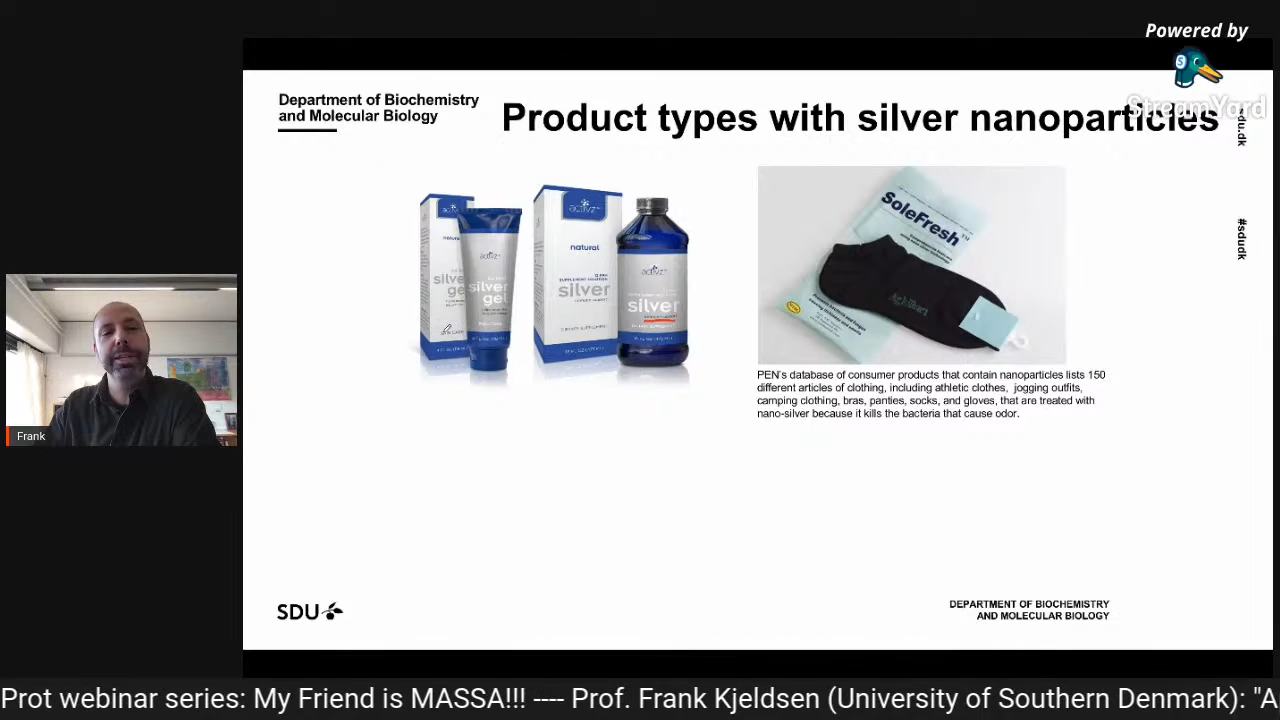 Powered by
StreamYard
Department of Biochemistry
and Molecular Biology
Product types with silver nanoparticles
sdu.dk
#sdudk
activz
natural
silver
silver
gel
silver
SoleFresh™
PEN's database of consumer products that contain nanoparticles lists 150
different articles of clothing, including athletic clothes, jogging outfits,
camping clothing, bras, panties, socks, and gloves, that are treated with
nano-silver because it kills the bacteria that cause odor.
Frank
SDU
DEPARTMENT OF BIOCHEMISTRY
AND MOLECULAR BIOLOGY
Prot webinar series: My Friend is MASSA!!! ---- Prof. Frank Kjeldsen (University of Southern Denmark): "A